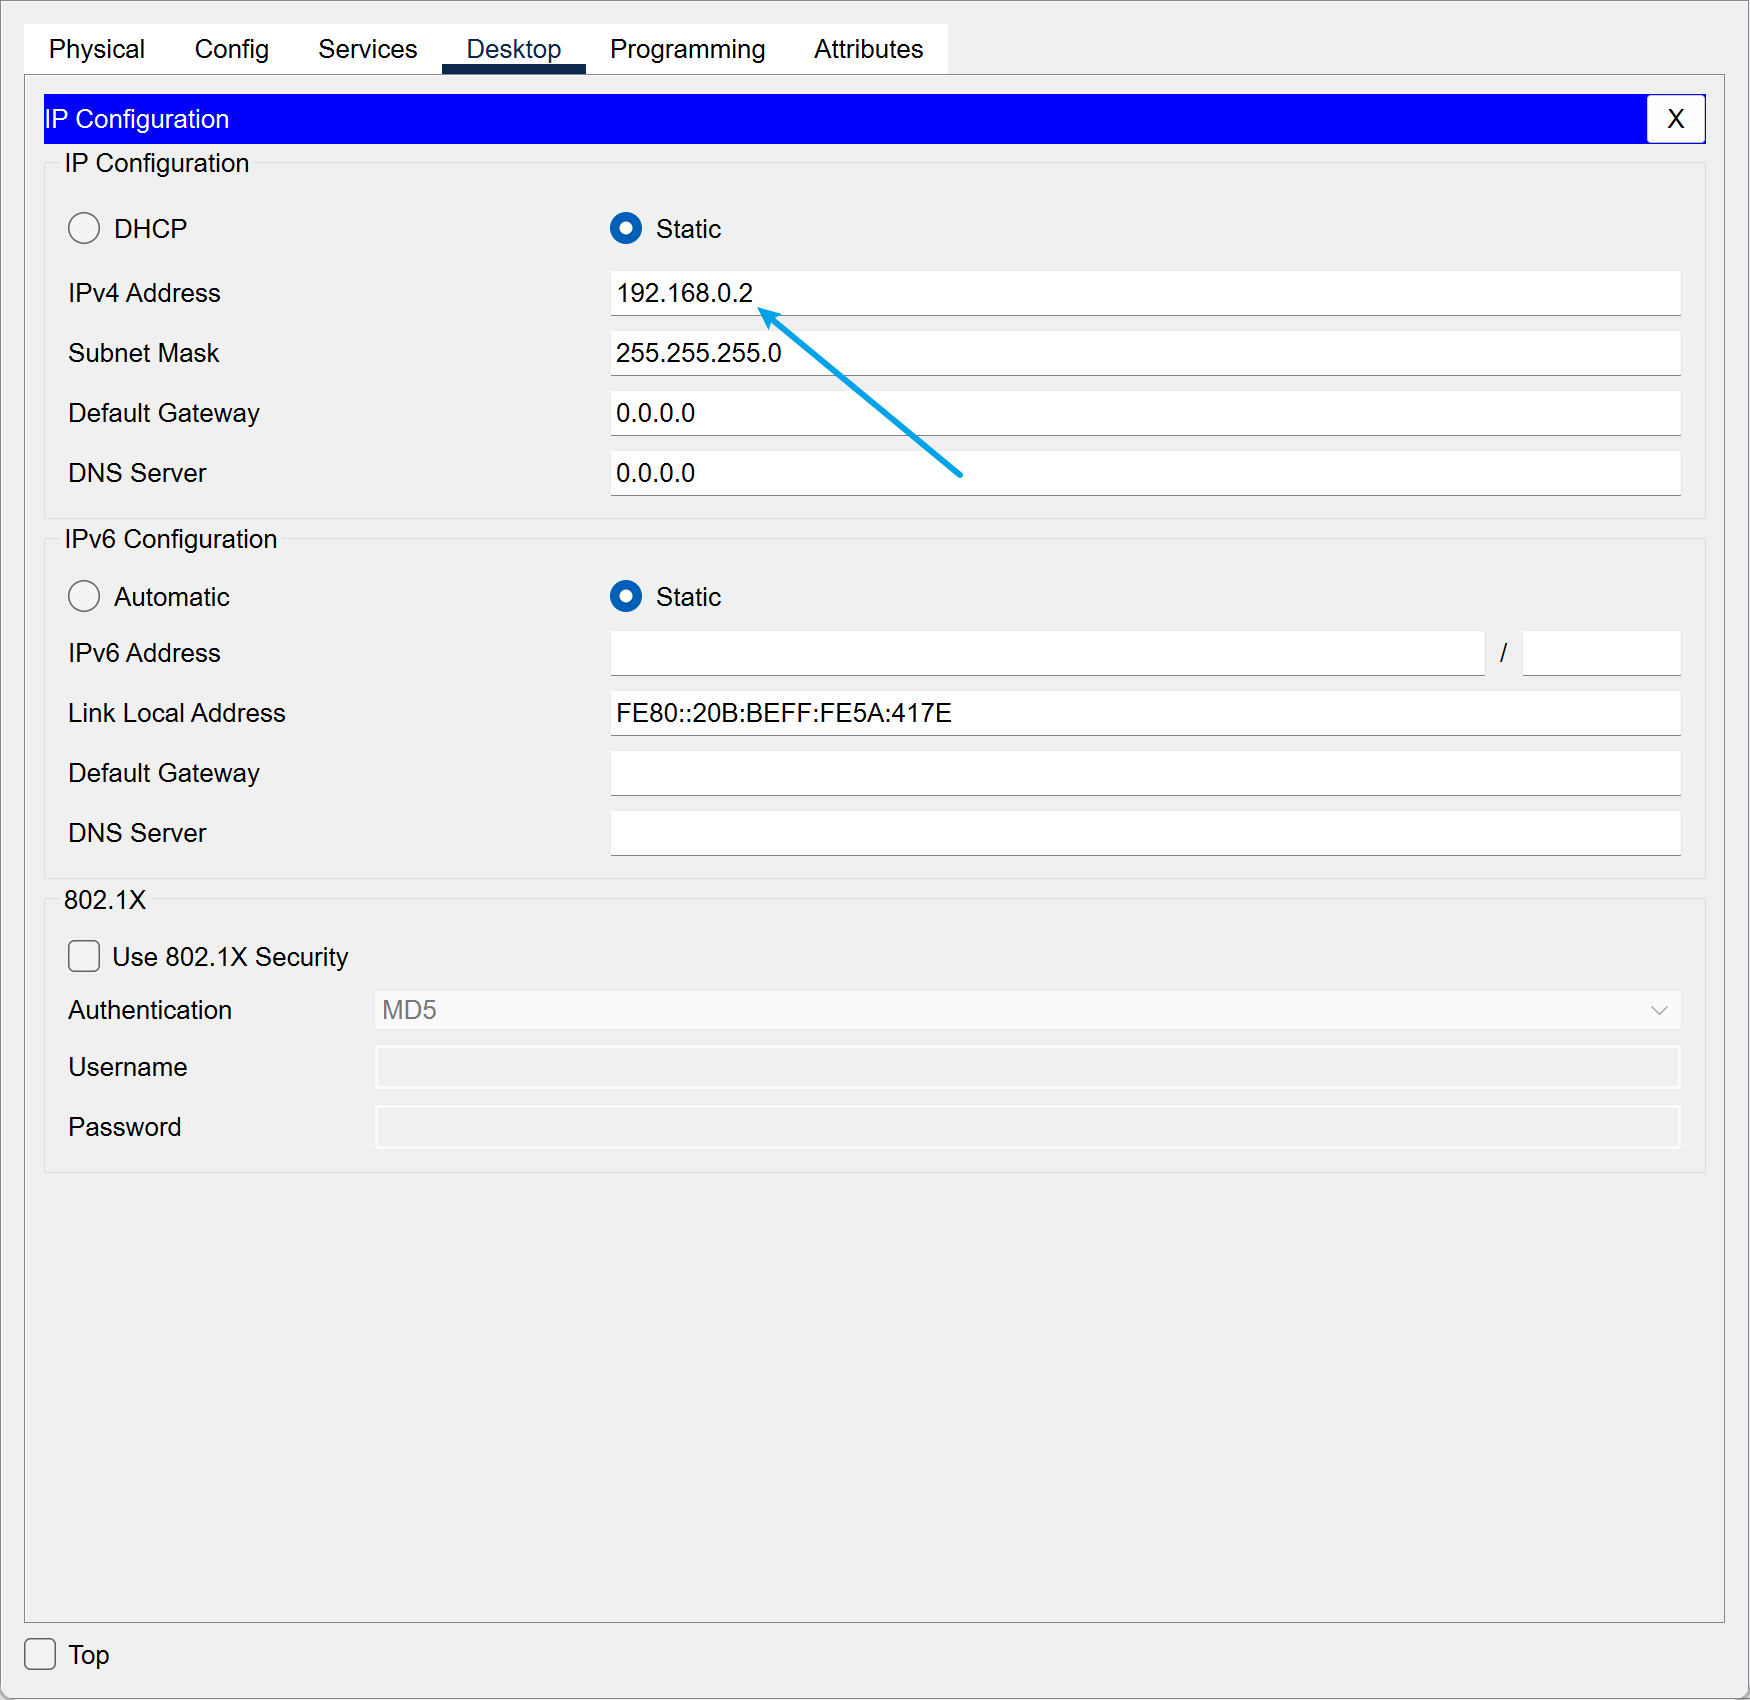 Physical Config Services Desktop Programming Attributes
IP Configuration X
IP Configuration
DHCP Static
IPv4 Address 192.168.0.2
Subnet Mask 255.255.255.0
Default Gateway 0.0.0.0
DNS Server 0.0.0.0
IPv6 Configuration
Automatic Static
IPv6 Address /
Link Local Address FE80::20B:BEFF:FE5A:417E
Default Gateway
DNS Server
802.1X
Use 802.1X Security
Authentication MD5
Username
Password
Top